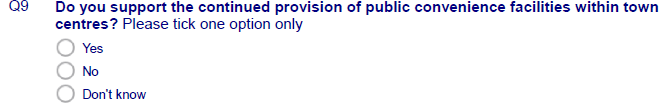 Q9 Do you support the continued provision of public convenience facilities within town
centres? Please tick one option only
Yes
No
Don't know